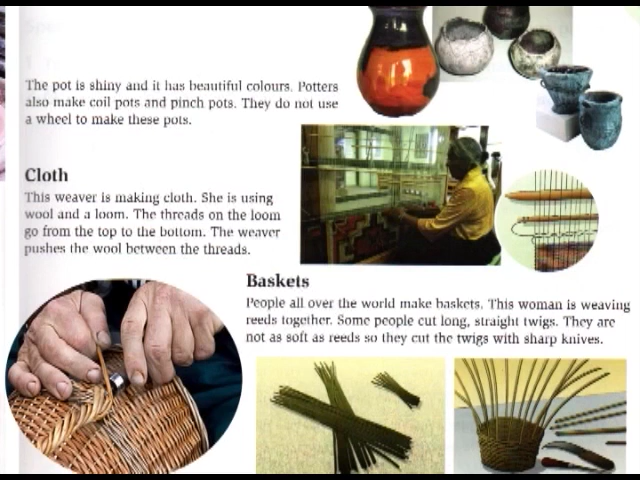 The pot is shiny and it has beautiful colours. Potters
also make coil pots and pinch pots. They do not use
a wheel to make these pots.
Cloth
This weaver is making cloth. She is using
wool and a loom. The threads on the loom
go from the top to the bottom. The weaver
pushes the wool between the threads.
Baskets
People all over the world make baskets. This woman is weaving
reeds together. Some people cut long, straight twigs. They are
not as soft as reeds so they cut the twigs with sharp knives.